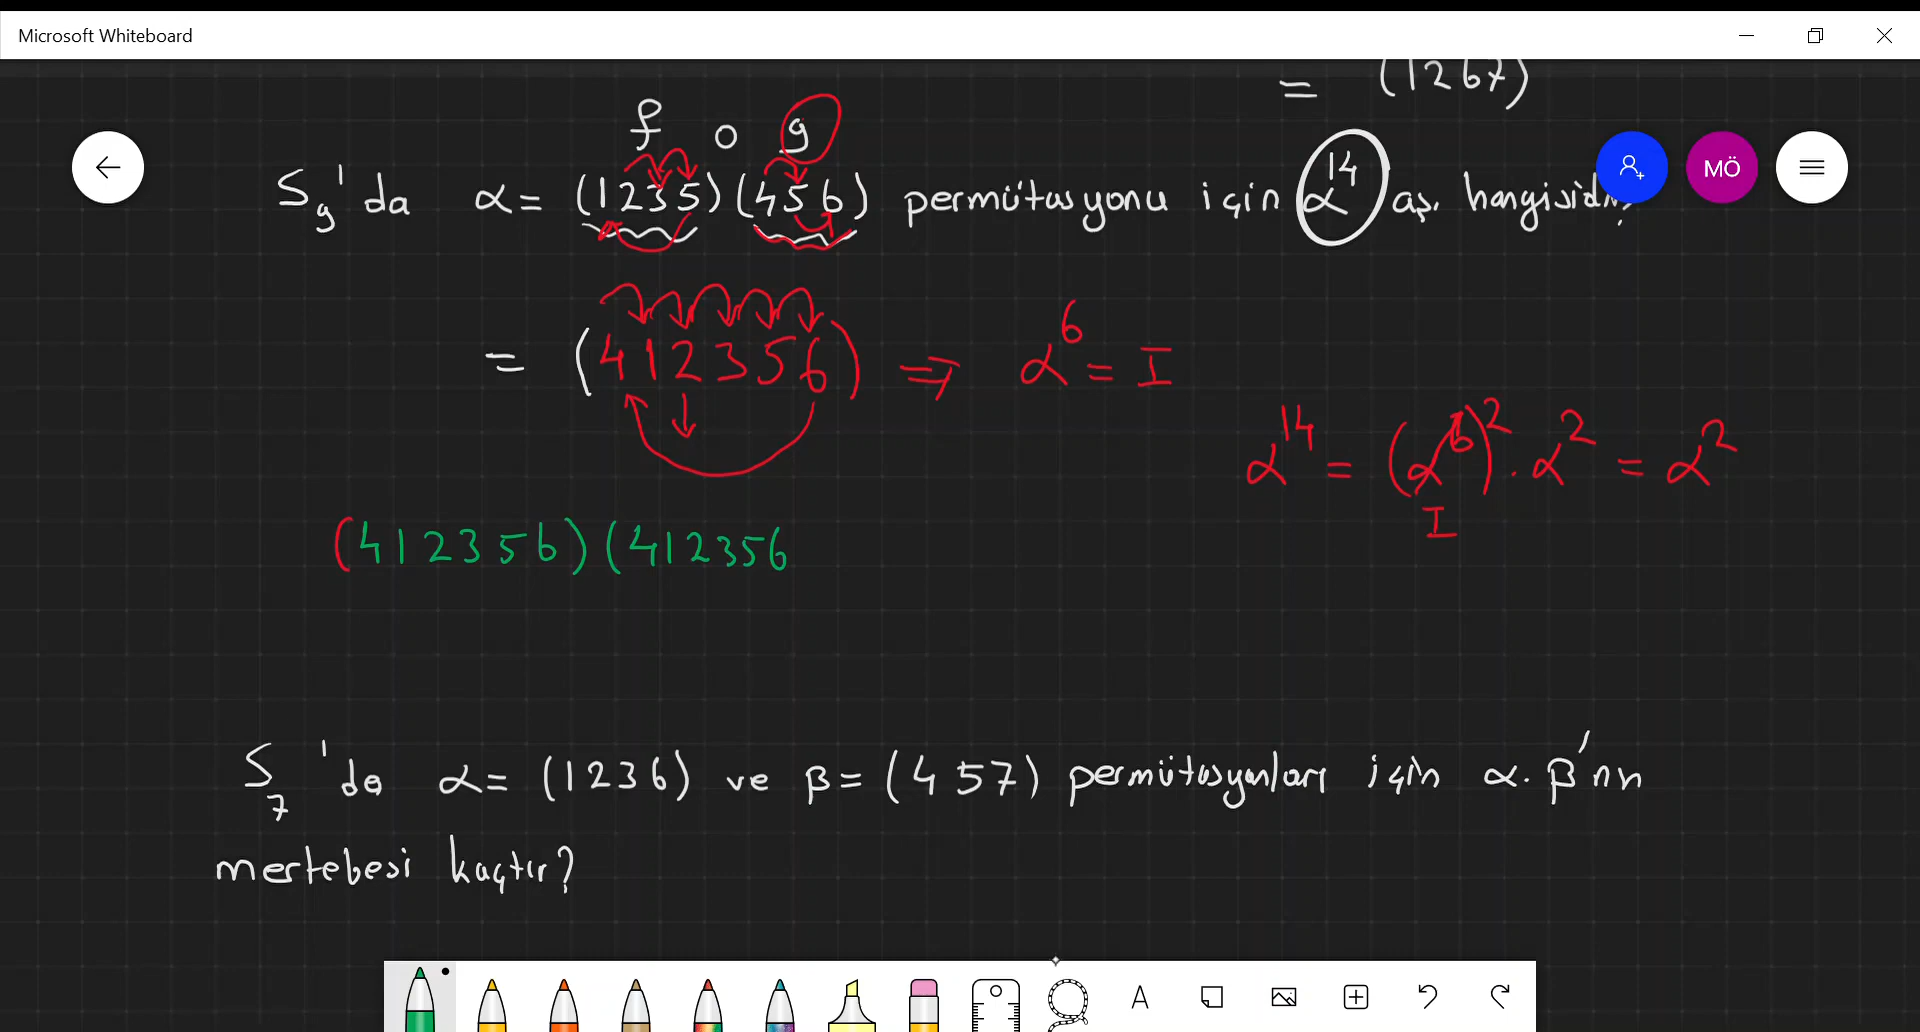 Microsoft Whiteboard
= (1267)
f o g
S₉'da α = (1235)(456) permütasyonu için α¹⁴ aş. hangisidir?
MÖ
= (412356) ⇒ α⁶ = I
α¹⁴ = (α⁶)² . α² = α²
I
(412356)(412356
S₇'de α = (1236) ve β = (457) permütasyonları için α.β'nın
mertebesi kaçtır?
A